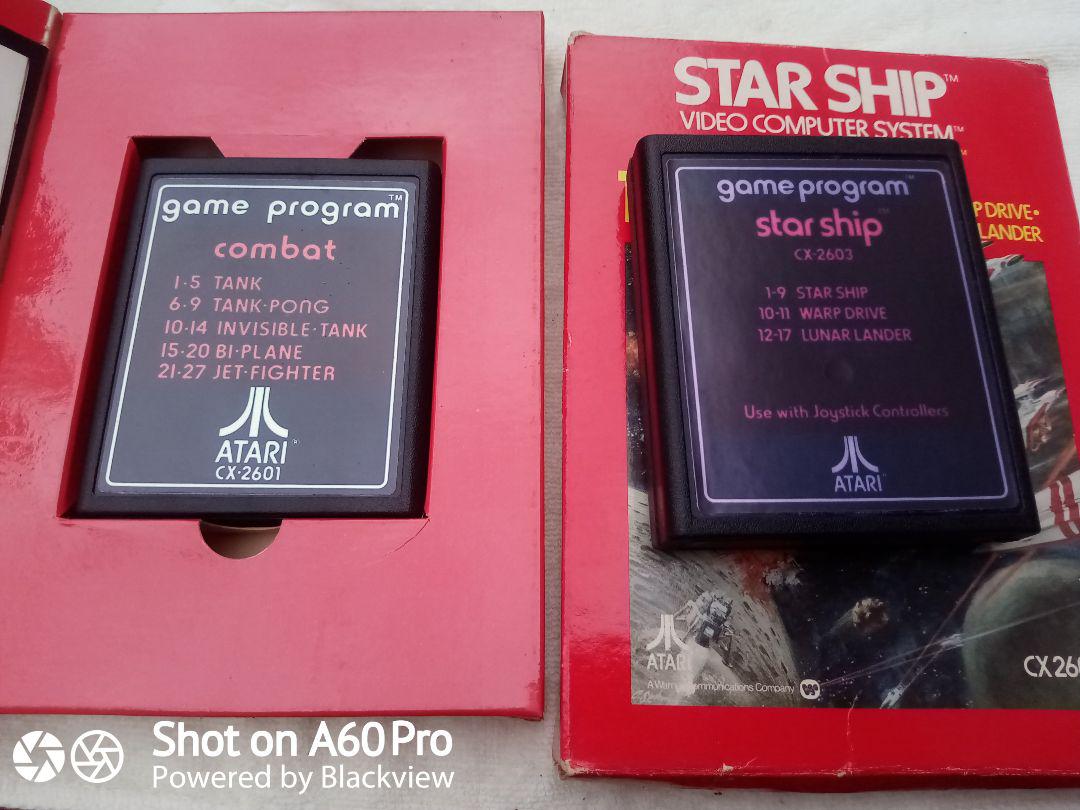 game program™
combat
1·5 TANK
6·9 TANK·PONG
10·14 INVISIBLE·TANK
15·20 BI·PLANE
21·27 JET·FIGHTER
ATARI®
CX·2601
STAR SHIP™
VIDEO COMPUTER SYSTEM™
P DRIVE·
LANDER
game program™
star ship™
CX-2603
1-9 STAR SHIP
10-11 WARP DRIVE
12-17 LUNAR LANDER
Use with Joystick Controllers
ATARI
ATARI
A Warner Communications Company
CX260
Shot on A60 Pro
Powered by Blackview